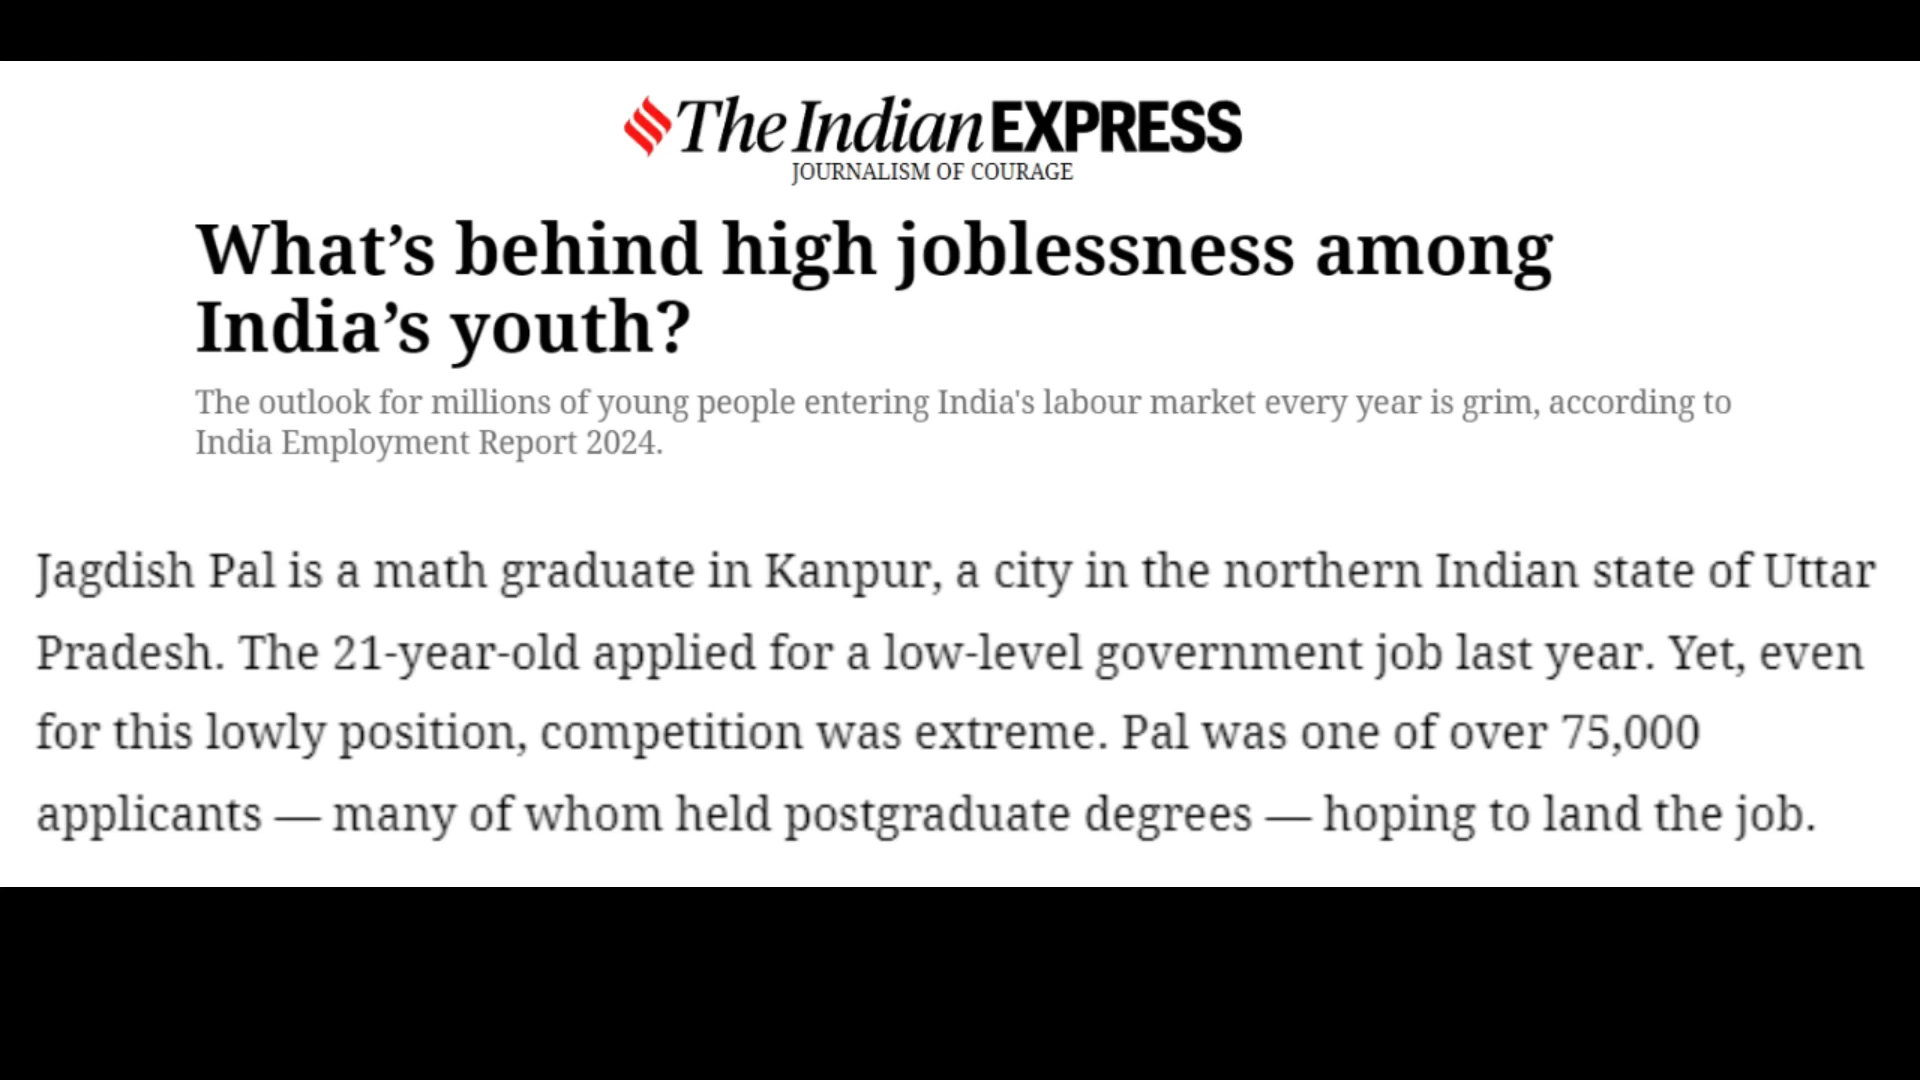 The Indian EXPRESS
JOURNALISM OF COURAGE
What’s behind high joblessness among
India’s youth?
The outlook for millions of young people entering India's labour market every year is grim, according to
India Employment Report 2024.
Jagdish Pal is a math graduate in Kanpur, a city in the northern Indian state of Uttar
Pradesh. The 21-year-old applied for a low-level government job last year. Yet, even
for this lowly position, competition was extreme. Pal was one of over 75,000
applicants — many of whom held postgraduate degrees — hoping to land the job.